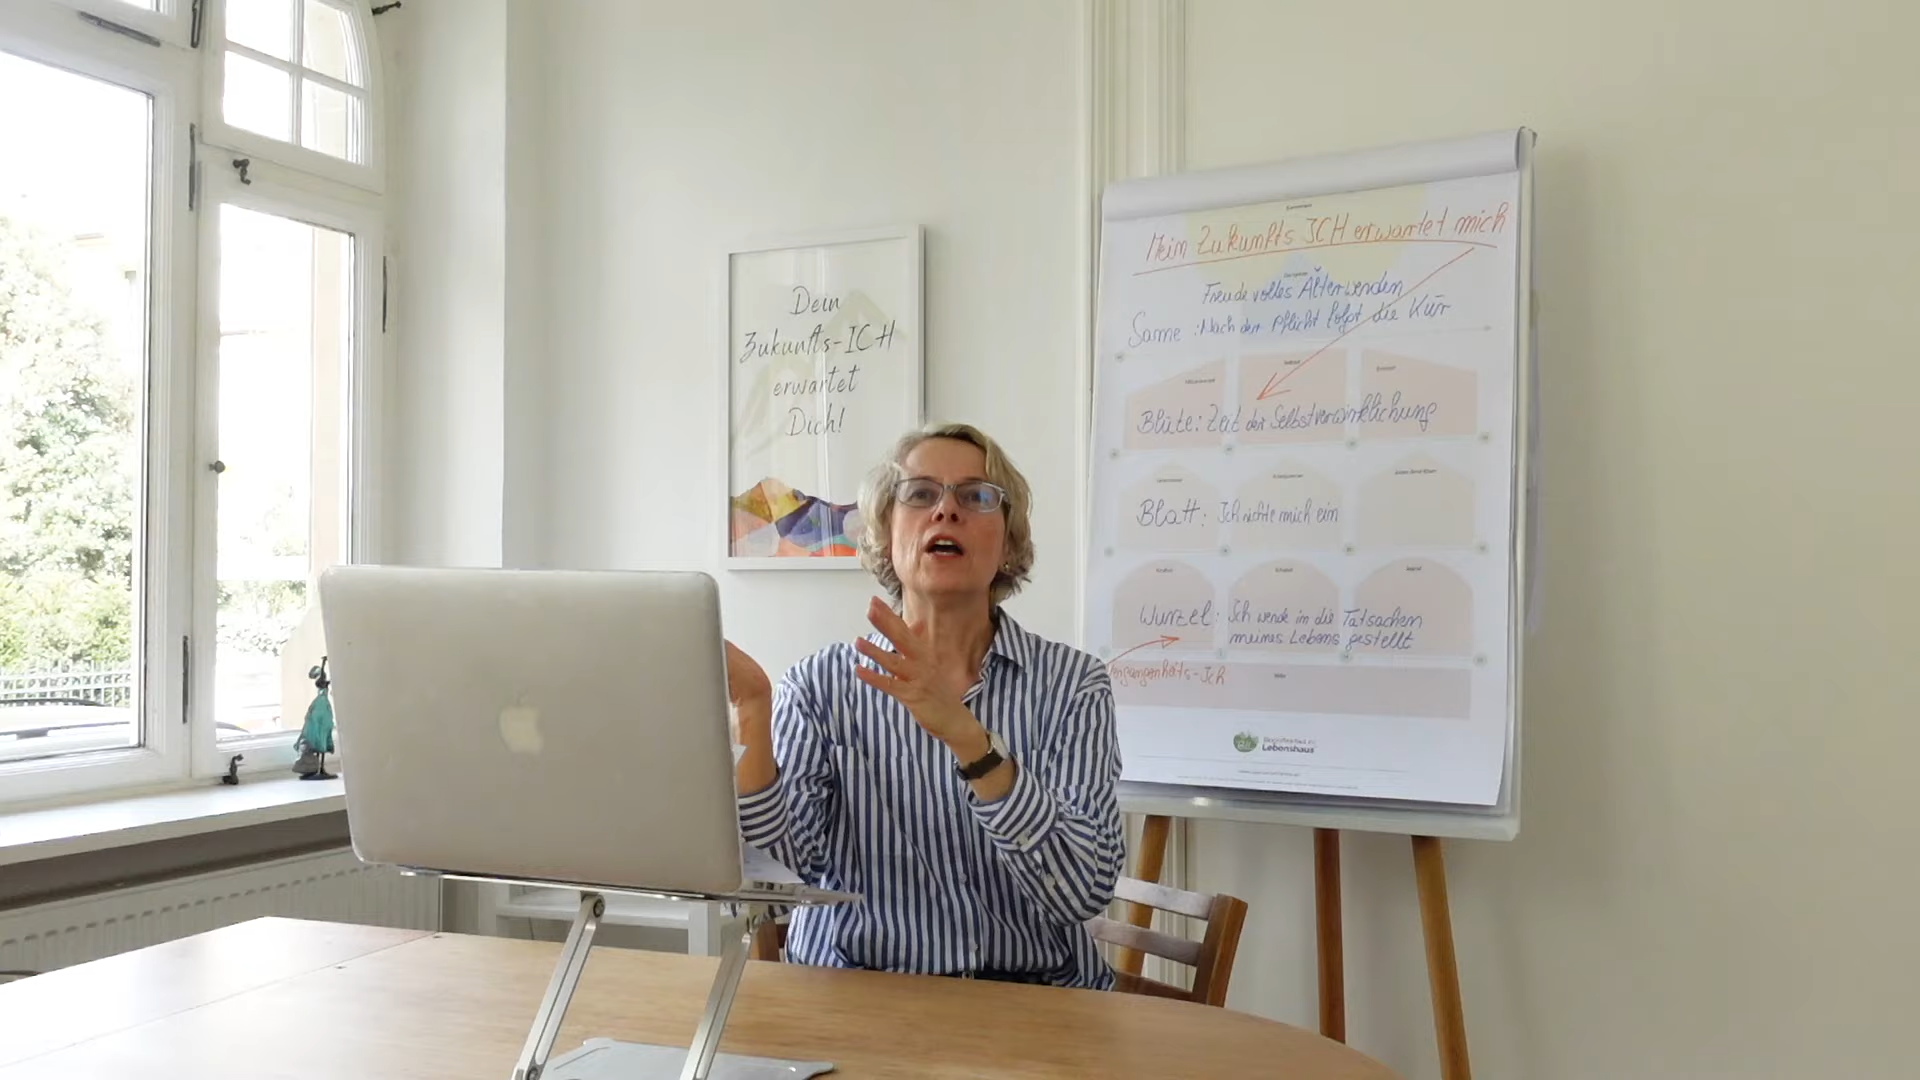 Dein
Zukunfts-ICH
erwartet
Dich!
Mein Zukunfts ICH erwartet mich
Freudevolles Älterwerden
Same: Nach der Pflicht folgt die Kür
Blüte: Zeit der Selbstverwirklichung
Blatt: Ich richte mich ein
Wurzel: Ich werde in die Tatsachen
meines Lebens gestellt
Lebenshaus